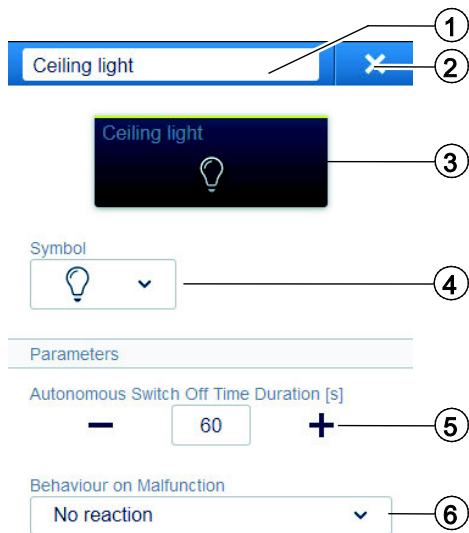 1
Ceiling light
2
Ceiling light
3
Symbol
4
Parameters
Autonomous Switch Off Time Duration [s]
60
5
Behaviour on Malfunction
No reaction
6